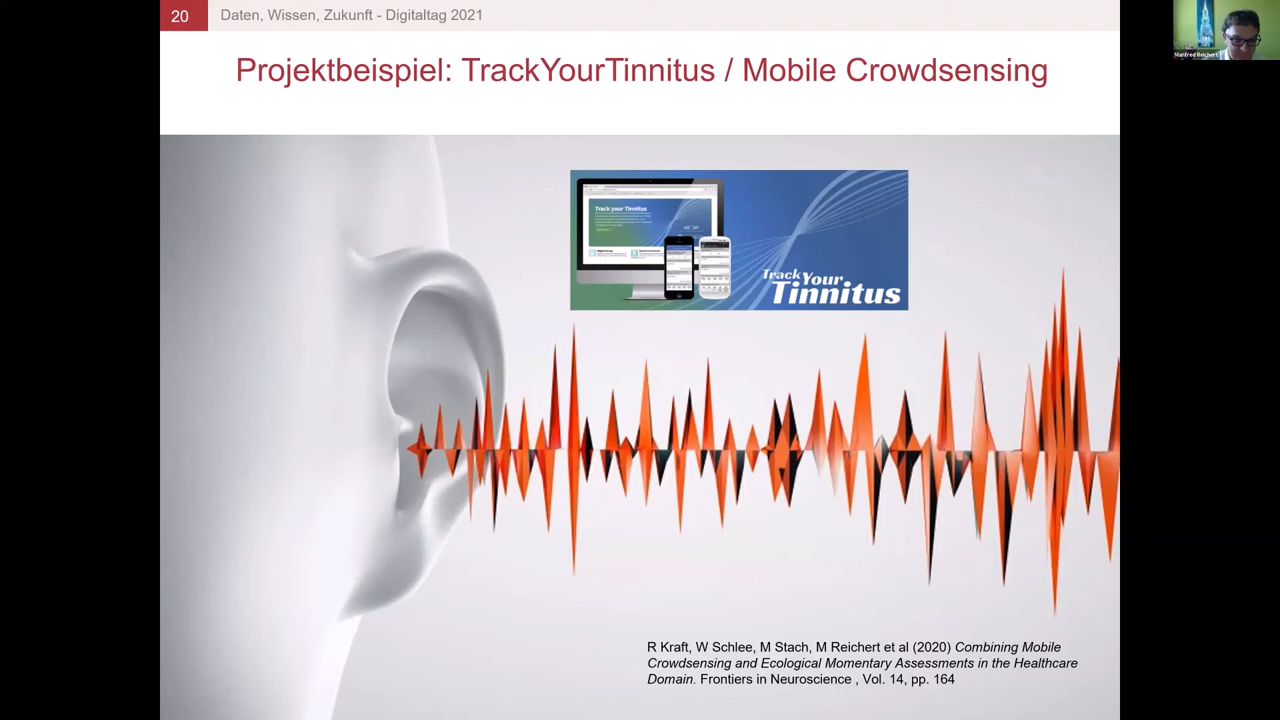 20
Daten, Wissen, Zukunft - Digitaltag 2021
Manfred Reichert
Projektbeispiel: TrackYourTinnitus / Mobile Crowdsensing
Track your Tinnitus
Track Your
Tinnitus
R Kraft, W Schlee, M Stach, M Reichert et al (2020) Combining Mobile
Crowdsensing and Ecological Momentary Assessments in the Healthcare
Domain. Frontiers in Neuroscience , Vol. 14, pp. 164